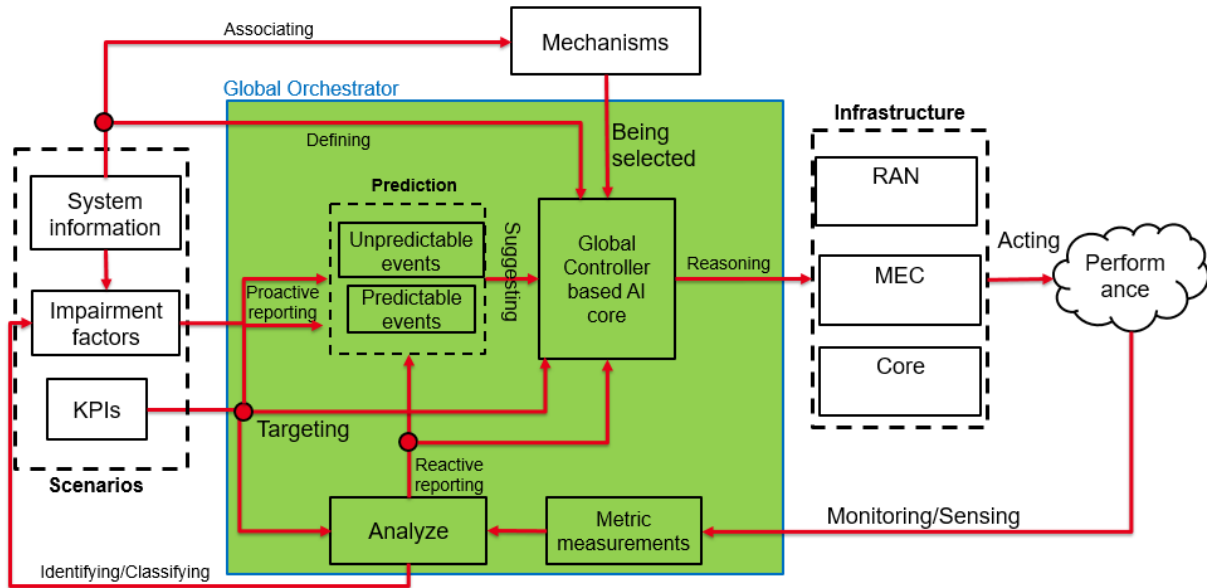 Associating
Mechanisms
Global Orchestrator
Defining
Being
selected
Infrastructure
System
information
Prediction
Unpredictable
events
Predictable
events
Suggesting
Global
Controller
based AI
core
Reasoning
RAN
MEC
Core
Acting
Perform
ance
Impairment
factors
Proactive
reporting
KPIs
Targeting
Scenarios
Reactive
reporting
Analyze
Metric
measurements
Monitoring/Sensing
Identifying/Classifying